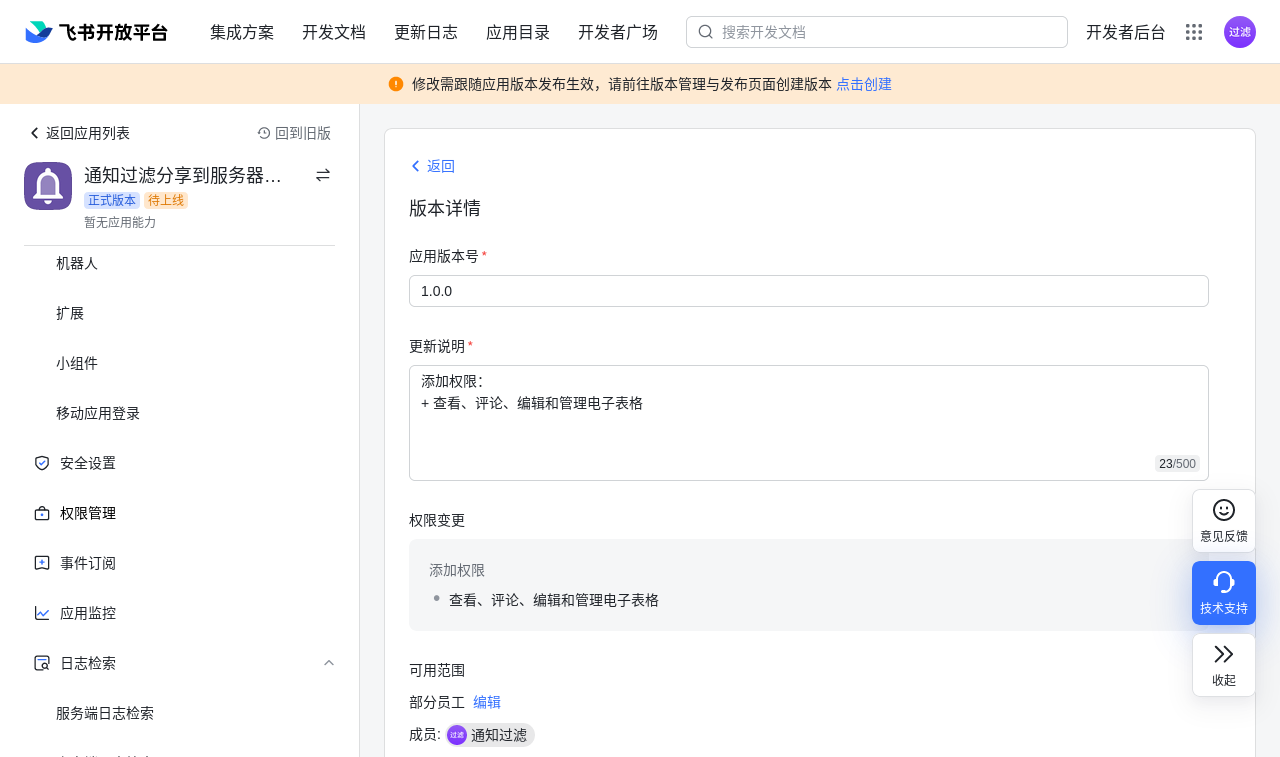 飞书开放平台
集成方案
开发文档
更新日志
应用目录
开发者广场
搜索开发文档
开发者后台
过滤
修改需跟随应用版本发布生效，请前往版本管理与发布页面创建版本 点击创建
返回应用列表
回到旧版
通知过滤分享到服务器…
正式版本
待上线
暂无应用能力
机器人
扩展
小组件
移动应用登录
安全设置
权限管理
事件订阅
应用监控
日志检索
服务端日志检索
返回
版本详情
应用版本号 *
1.0.0
更新说明 *
添加权限：
+ 查看、评论、编辑和管理电子表格
23/500
权限变更
添加权限
查看、评论、编辑和管理电子表格
可用范围
部分员工 编辑
成员: 过滤 通知过滤
意见反馈
技术支持
收起